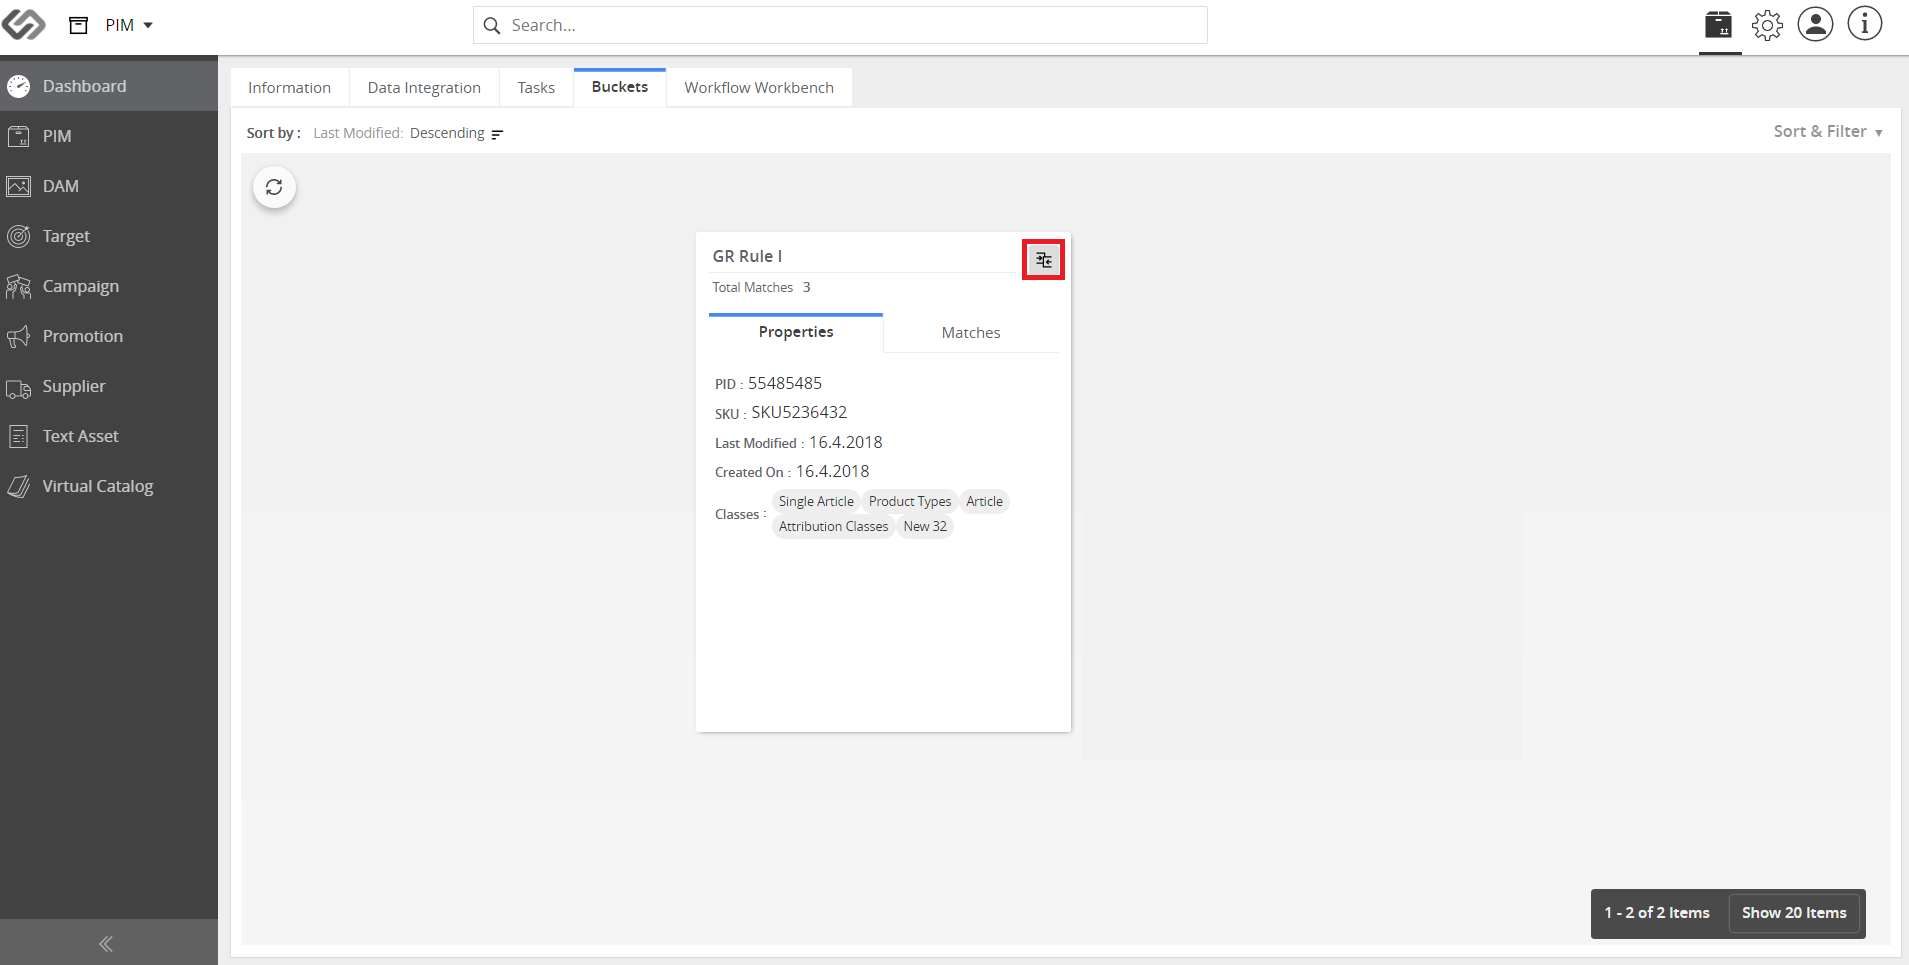 PIM
Search...
Dashboard
PIM
DAM
Target
Campaign
Promotion
Supplier
Text Asset
Virtual Catalog
Information
Data Integration
Tasks
Buckets
Workflow Workbench
Sort by : Last Modified: Descending
Sort & Filter
GR Rule I
Total Matches 3
Properties
Matches
PID : 55485485
SKU : SKU5236432
Last Modified : 16.4.2018
Created On : 16.4.2018
Classes : Single Article Product Types Article
Attribution Classes New 32
1 - 2 of 2 Items
Show 20 Items